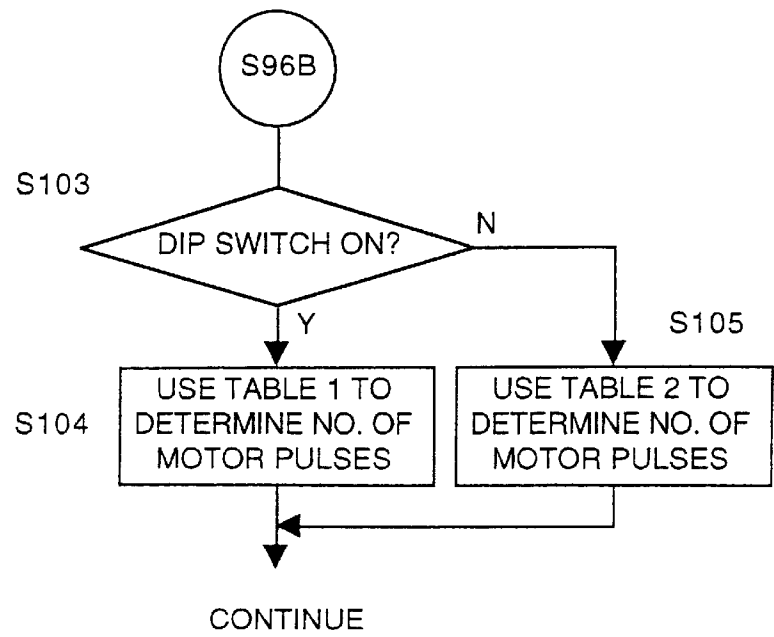 S96B
S103
DIP SWITCH ON?
N
Y
S105
USE TABLE 1 TO
DETERMINE NO. OF
MOTOR PULSES
S104
USE TABLE 2 TO
DETERMINE NO. OF
MOTOR PULSES
CONTINUE